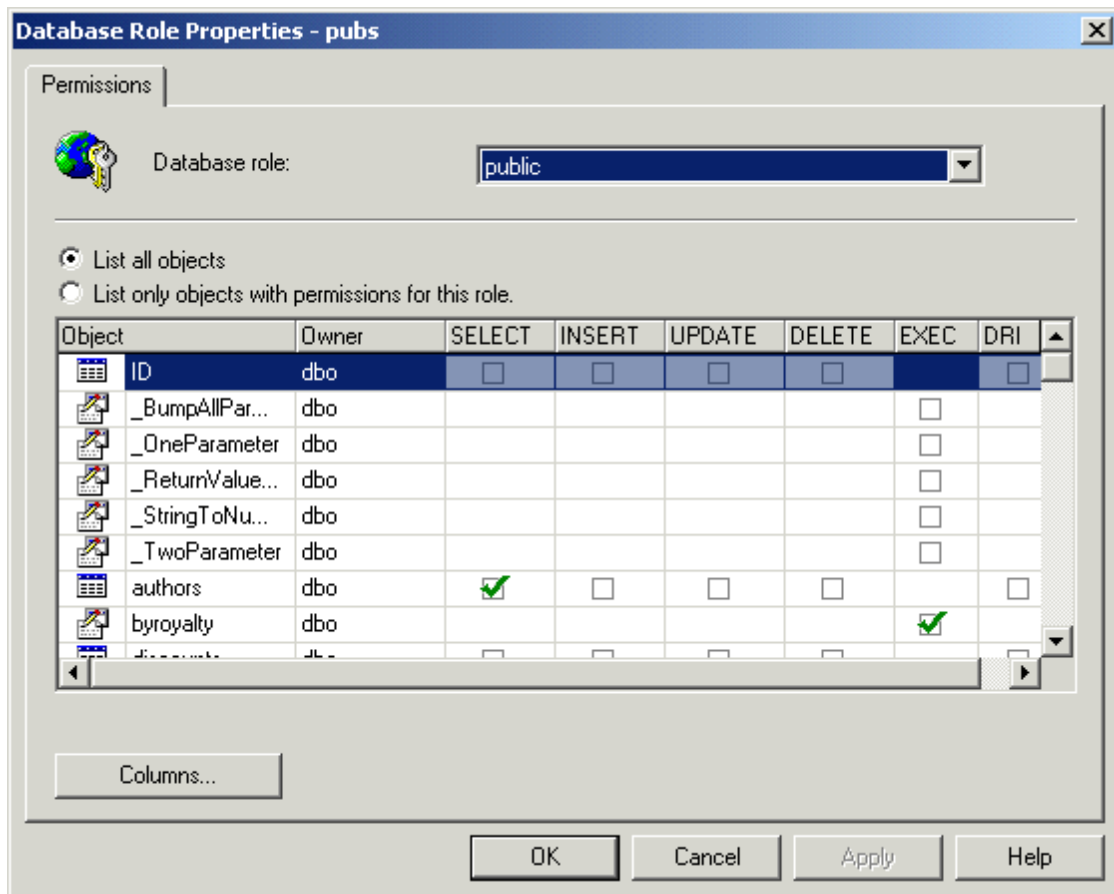 Database Role Properties - pubs
Permissions
Database role: public
List all objects
List only objects with permissions for this role.
Object Owner SELECT INSERT UPDATE DELETE EXEC DRI
ID dbo
_BumpAllPar... dbo
_OneParameter dbo
_ReturnValue... dbo
_StringToNu... dbo
_TwoParameter dbo
authors dbo
byroyalty dbo
Columns...
OK Cancel Apply Help